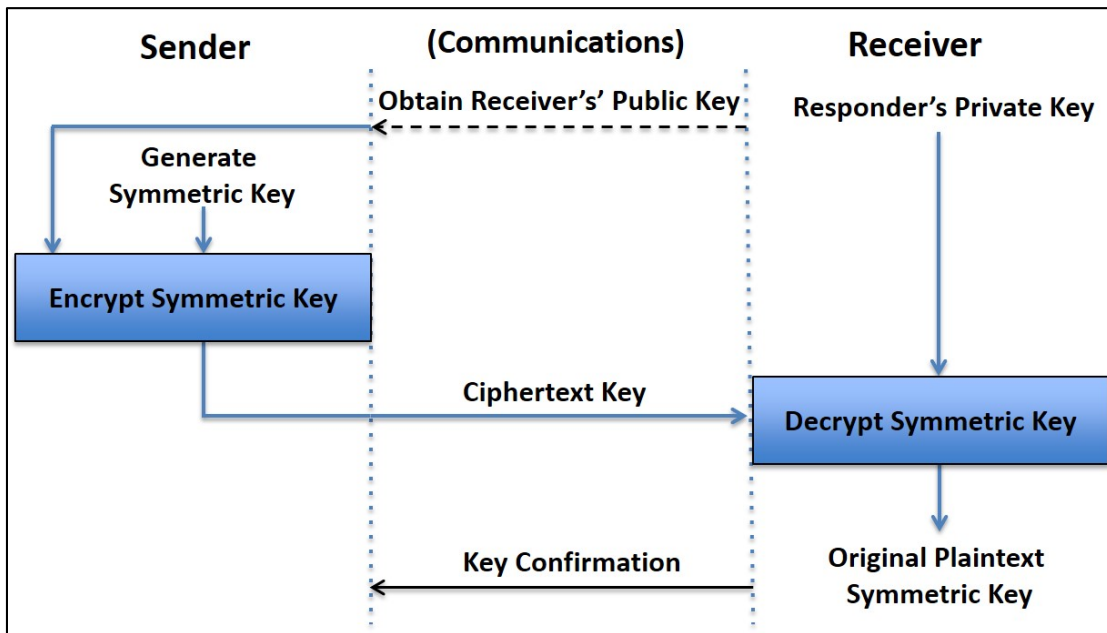 Sender
(Communications)
Receiver
Obtain Receiver's' Public Key
Responder's Private Key
Generate
Symmetric Key
Encrypt Symmetric Key
Ciphertext Key
Decrypt Symmetric Key
Key Confirmation
Original Plaintext
Symmetric Key